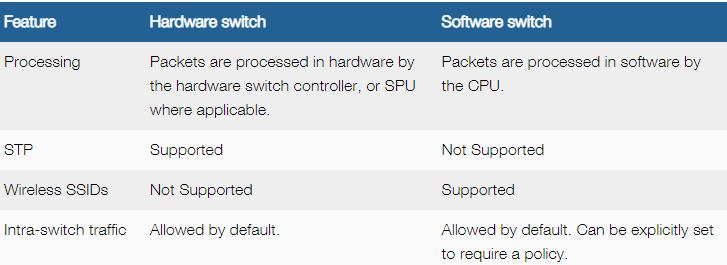 Feature Hardware switch Software switch
Processing Packets are processed in hardware by Packets are processed in software by
the hardware switch controller, or SPU the CPU.
where applicable.
STP Supported Not Supported
Wireless SSIDs Not Supported Supported
Intra-switch traffic Allowed by default. Allowed by default. Can be explicitly set
to require a policy.